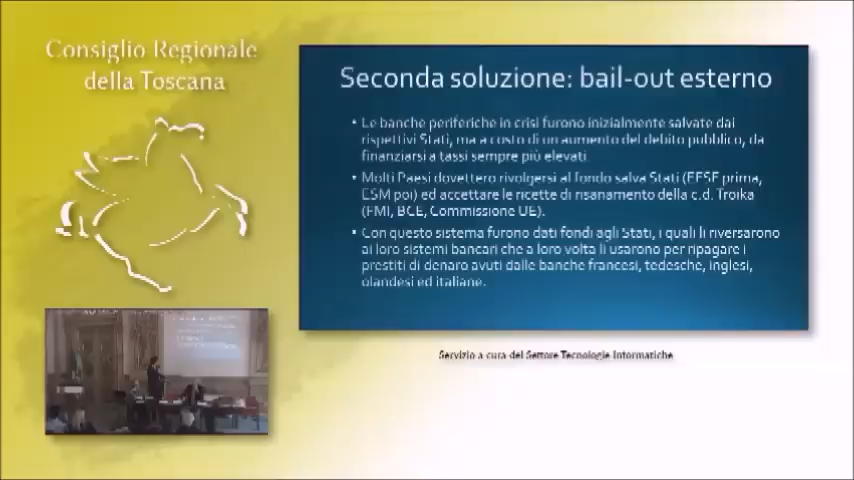 Consiglio Regionale
della Toscana
Seconda soluzione: bail-out esterno
• Le banche periferiche in crisi furono inizialmente salvate dai
rispettivi Stati, ma a costo di un aumento del debito pubblico, da
finanziarsi a tassi sempre più elevati.
• Molti Paesi dovettero rivolgersi al fondo salva Stati (EFSF prima,
ESM poi) ed accettare le ricette di risanamento della c.d. Troika
(FMI, BCE, Commissione UE).
• Con questo sistema furono dati fondi agli Stati, i quali li riversarono
ai loro sistemi bancari che a loro volta li usarono per ripagare i
prestiti di denaro avuti dalle banche francesi, tedesche, inglesi,
olandesi ed italiane.
Servizio a cura del Settore Tecnologie Informatiche